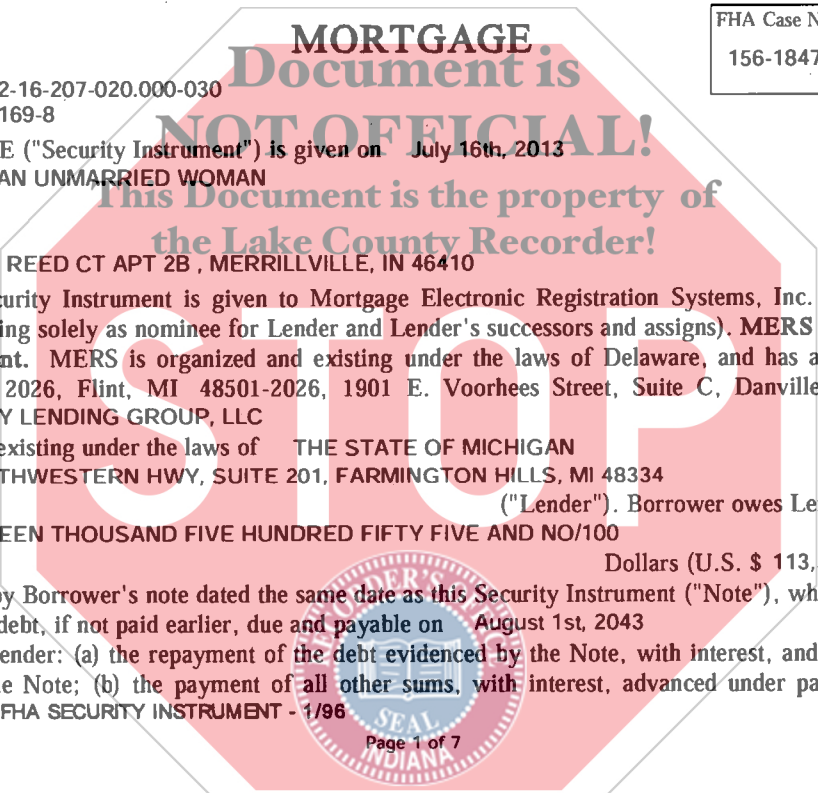 MORTGAGE
FHA Case N
156-1847
Document is
2-16-207-020.000-030
169-8
NOT OFFICIAL!
E ("Security Instrument") is given on July 16th, 2013
AN UNMARRIED WOMAN
This Document is the property of
the Lake County Recorder!
REED CT APT 2B , MERRILLVILLE, IN 46410
curity Instrument is given to Mortgage Electronic Registration Systems, Inc.
ing solely as nominee for Lender and Lender's successors and assigns). MERS
nt. MERS is organized and existing under the laws of Delaware, and has a
2026, Flint, MI 48501-2026, 1901 E. Voorhees Street, Suite C, Danville
Y LENDING GROUP, LLC
existing under the laws of THE STATE OF MICHIGAN
THWESTERN HWY, SUITE 201, FARMINGTON HILLS, MI 48334
STOP
("Lender"). Borrower owes Le
EEN THOUSAND FIVE HUNDRED FIFTY FIVE AND NO/100
Dollars (U.S. $ 113,
by Borrower's note dated the same date as this Security Instrument ("Note"), wh
debt, if not paid earlier, due and payable on August 1st, 2043
ender: (a) the repayment of the debt evidenced by the Note, with interest, and
e Note; (b) the payment of all other sums, with interest, advanced under pa
FHA SECURITY INSTRUMENT - 1/96
RECORDER'S OFFICE
SEAL
INDIANA
Page 1 of 7